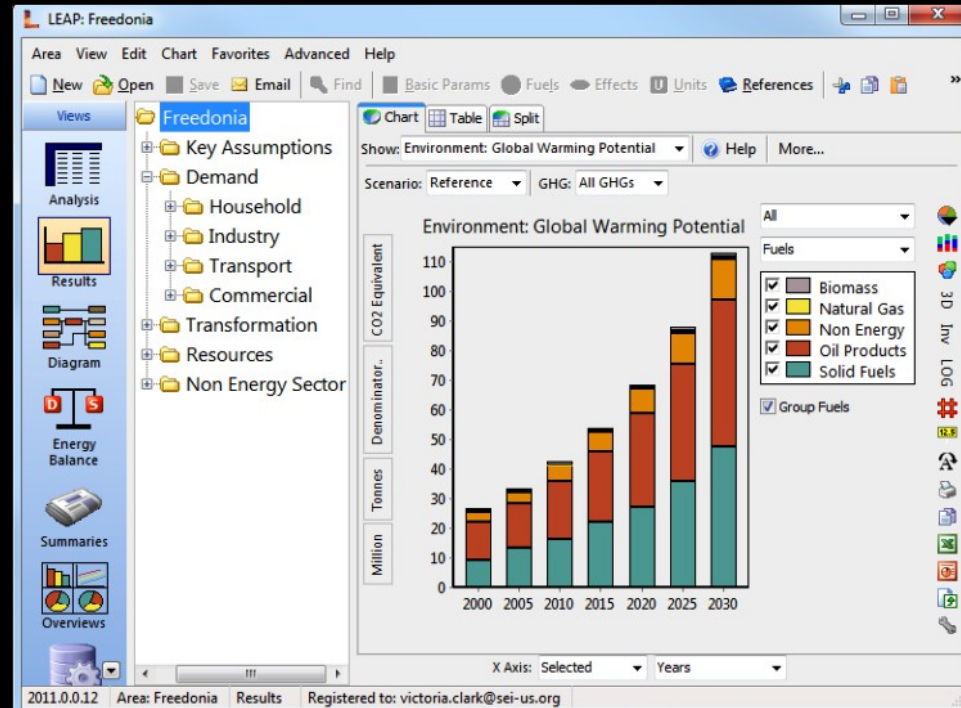 LEAP: Freedonia
Area View Edit Chart Favorites Advanced Help
New Open Save Email Find Basic Params Fuels Effects U Units References »
Views
Analysis
Results
Diagram
D S
Energy
Balance
Summaries
Overviews
Freedonia
Key Assumptions
Demand
Household
Industry
Transport
Commercial
Transformation
Resources
Non Energy Sector
Chart Table Split
Show: Environment: Global Warming Potential Help More...
Scenario: Reference GHG: All GHGs
Environment: Global Warming Potential
CO2 Equivalent
Denominator..
Tonnes
Million
110
100
90
80
70
60
50
40
30
20
10
0
2000 2005 2010 2015 2020 2025 2030
All
Fuels
Biomass
Natural Gas
Non Energy
Oil Products
Solid Fuels
Group Fuels
3D
Inv
LOG
12.5
A
X Axis: Selected Years
2011.0.0.12 Area: Freedonia Results Registered to: victoria.clark@sei-us.org